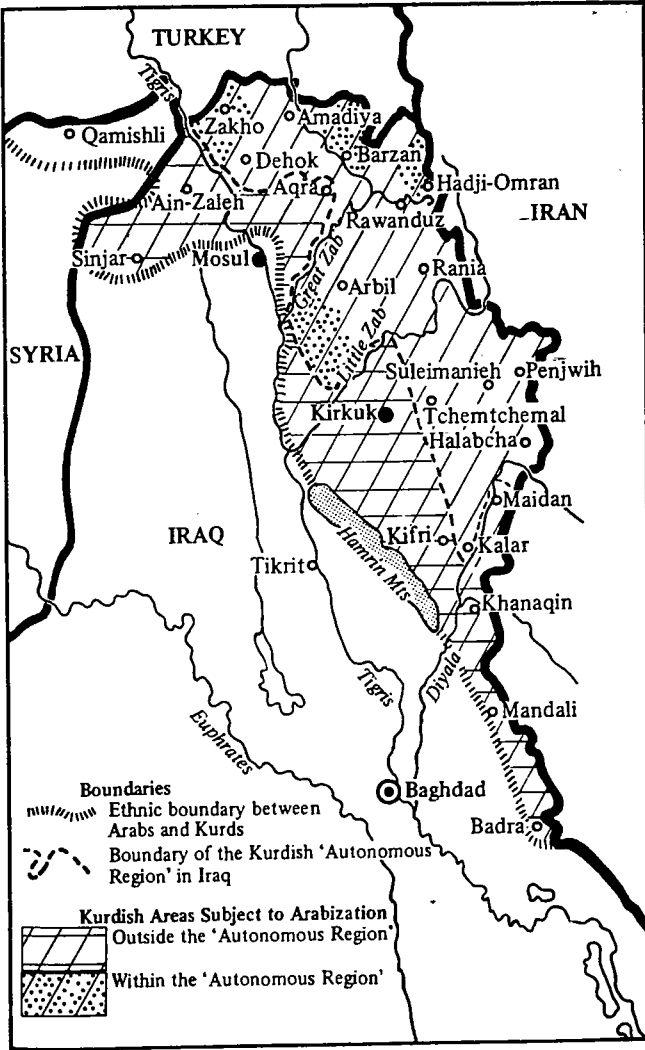 TURKEY
Tigris
Qamishli
Zakho
Amadiya
Dehok
Barzan
Ain-Zaleh
Aqra
Hadji-Omran
Rawanduz
IRAN
Sinjar
Mosul
Great Zab
Rania
Arbil
Little Zab
SYRIA
Suleimanieh
Penjwih
Kirkuk
Tchemtchemal
Halabcha
Maidan
IRAQ
Hamrin Mts
Kifri
Kalar
Tikrit
Khanaqin
Diyala
Tigris
Mandali
Euphrates
Baghdad
Badra
Boundaries
Ethnic boundary between
Arabs and Kurds
Boundary of the Kurdish 'Autonomous
Region' in Iraq
Kurdish Areas Subject to Arabization
Outside the 'Autonomous Region'
Within the 'Autonomous Region'